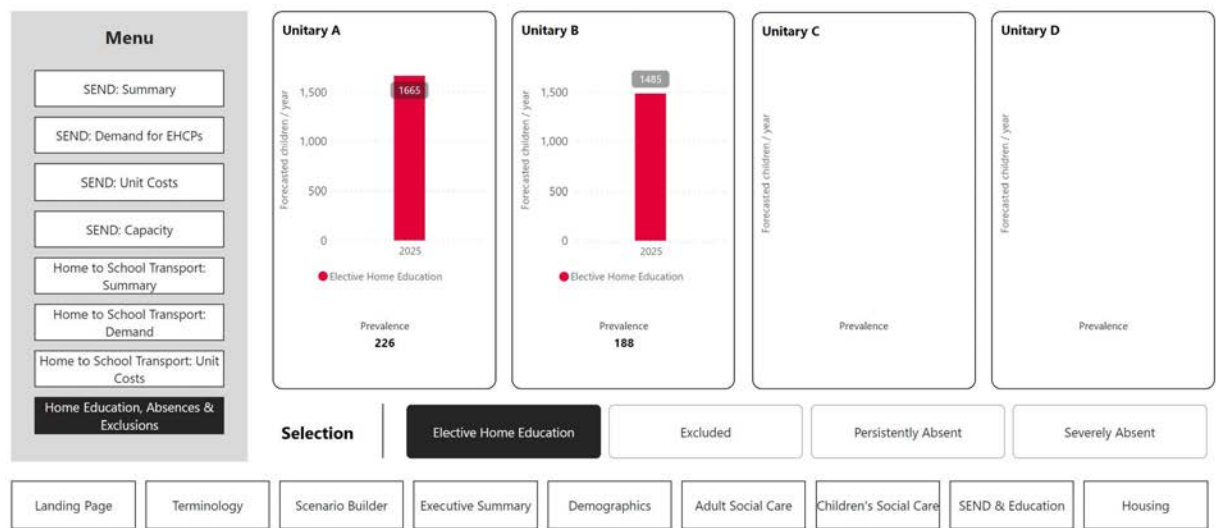 Menu
SEND: Summary
SEND: Demand for EHCPs
SEND: Unit Costs
SEND: Capacity
Home to School Transport:
Summary
Home to School Transport:
Demand
Home to School Transport: Unit
Costs
Home Education, Absences &
Exclusions
Unitary A
Forecasted children / year
1,500
1,000
500
0
1665
2025
Elective Home Education
Prevalence
226
Unitary B
Forecasted children / year
1,500
1,000
500
0
1485
2025
Elective Home Education
Prevalence
188
Unitary C
Forecasted children / year
Prevalence
Unitary D
Forecasted children / year
Prevalence
Selection
Elective Home Education
Excluded
Persistently Absent
Severely Absent
Landing Page
Terminology
Scenario Builder
Executive Summary
Demographics
Adult Social Care
Children's Social Care
SEND & Education
Housing